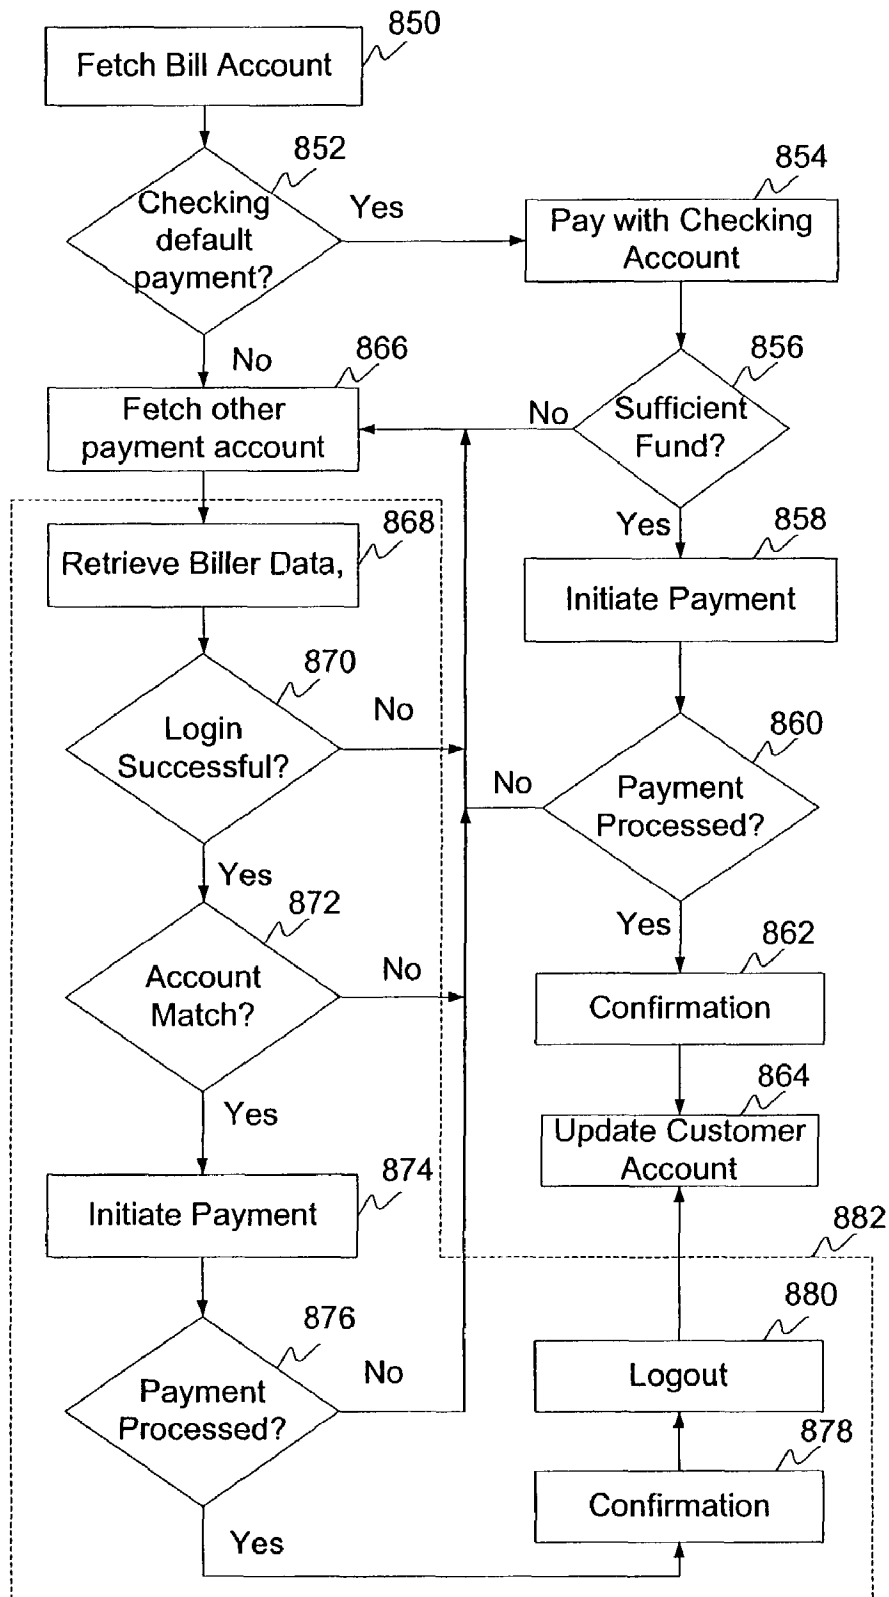 850
Fetch Bill Account
852
Checking
default
payment?
Yes
854
Pay with Checking
Account
No
866
Fetch other
payment account
856
Sufficient
Fund?
No
Yes
868
Retrieve Biller Data,
858
Initiate Payment
870
Login
Successful?
No
Yes
860
Payment
Processed?
No
Yes
872
Account
Match?
No
Yes
862
Confirmation
864
Update Customer
Account
874
Initiate Payment
882
876
Payment
Processed?
No
Yes
880
Logout
878
Confirmation